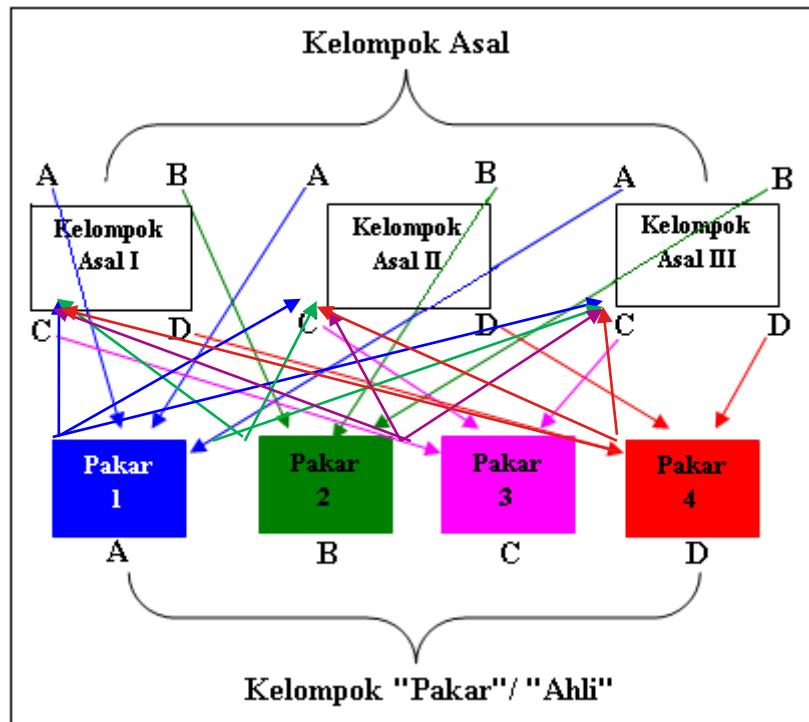 Kelompok Asal
A B A B A B
Kelompok
Asal I
Kelompok
Asal II
Kelompok
Asal III
C D C D C D
Pakar
1
Pakar
2
Pakar
3
Pakar
4
A B C D
Kelompok "Pakar"/ "Ahli"